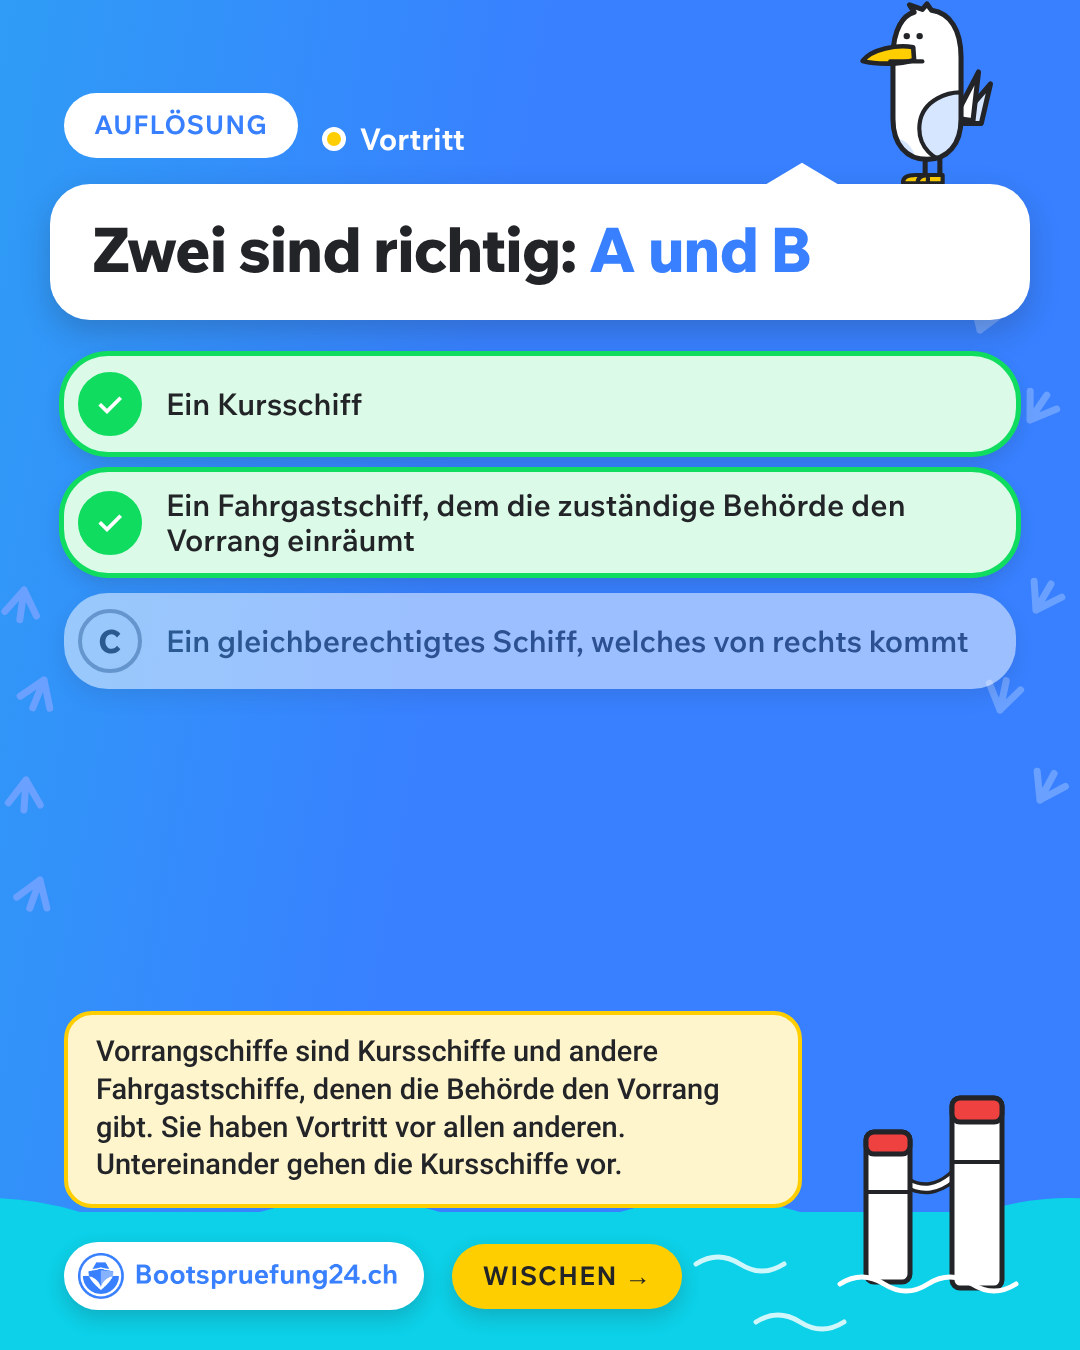 AUFLÖSUNG
Vortritt
Zwei sind richtig: A und B
Ein Kursschiff
Ein Fahrgastschiff, dem die zuständige Behörde den
Vorrang einräumt
C Ein gleichberechtigtes Schiff, welches von rechts kommt
Vorrangschiffe sind Kursschiffe und andere
Fahrgastschiffe, denen die Behörde den Vorrang
gibt. Sie haben Vortritt vor allen anderen.
Untereinander gehen die Kursschiffe vor.
Bootspruefung24.ch
WISCHEN →